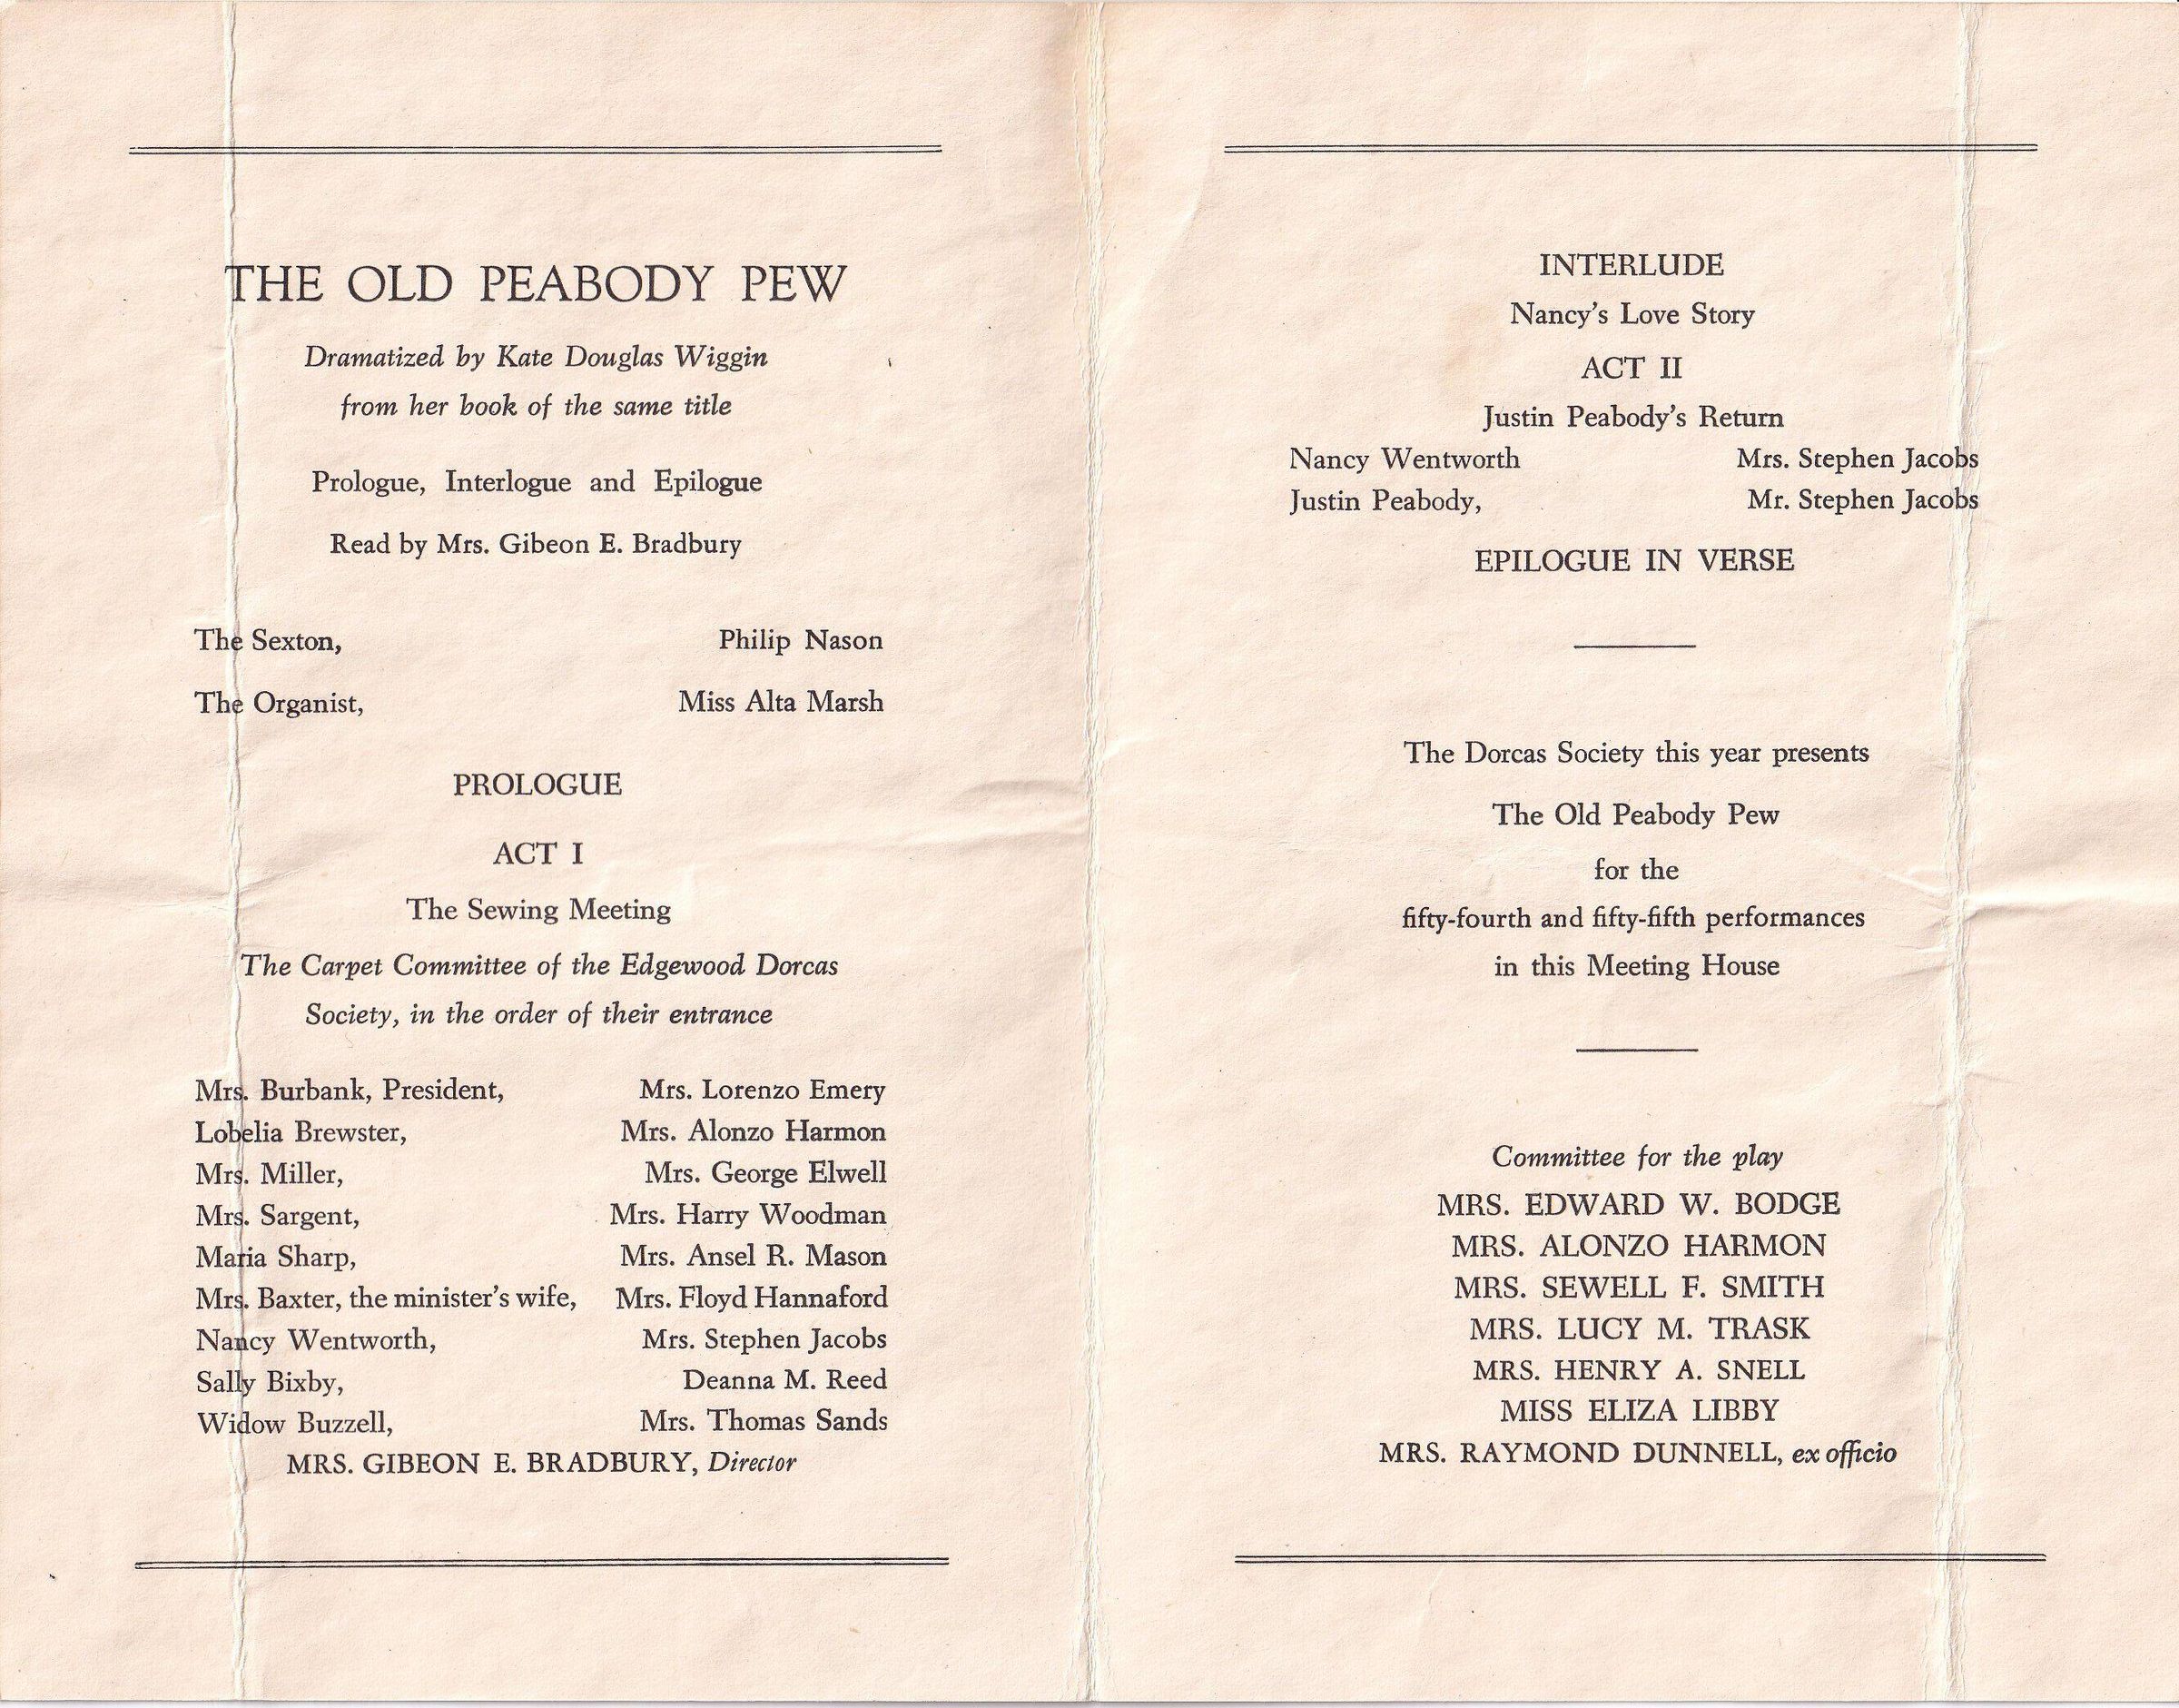 THE OLD PEABODY PEW
Dramatized by Kate Douglas Wiggin
from her book of the same title
Prologue, Interlogue and Epilogue
Read by Mrs. Gibeon E. Bradbury
The Sexton, Philip Nason
The Organist, Miss Alta Marsh
PROLOGUE
ACT I
The Sewing Meeting
The Carpet Committee of the Edgewood Dorcas
Society, in the order of their entrance
Mrs. Burbank, President, Mrs. Lorenzo Emery
Lobelia Brewster, Mrs. Alonzo Harmon
Mrs. Miller, Mrs. George Elwell
Mrs. Sargent, Mrs. Harry Woodman
Maria Sharp, Mrs. Ansel R. Mason
Mrs. Baxter, the minister's wife, Mrs. Floyd Hannaford
Nancy Wentworth, Mrs. Stephen Jacobs
Sally Bixby, Deanna M. Reed
Widow Buzzell, Mrs. Thomas Sands
MRS. GIBEON E. BRADBURY, Director
INTERLUDE
Nancy's Love Story
ACT II
Justin Peabody's Return
Nancy Wentworth Mrs. Stephen Jacobs
Justin Peabody, Mr. Stephen Jacobs
EPILOGUE IN VERSE
The Dorcas Society this year presents
The Old Peabody Pew
for the
fifty-fourth and fifty-fifth performances
in this Meeting House
Committee for the play
MRS. EDWARD W. BODGE
MRS. ALONZO HARMON
MRS. SEWELL F. SMITH
MRS. LUCY M. TRASK
MRS. HENRY A. SNELL
MISS ELIZA LIBBY
MRS. RAYMOND DUNNELL, ex officio